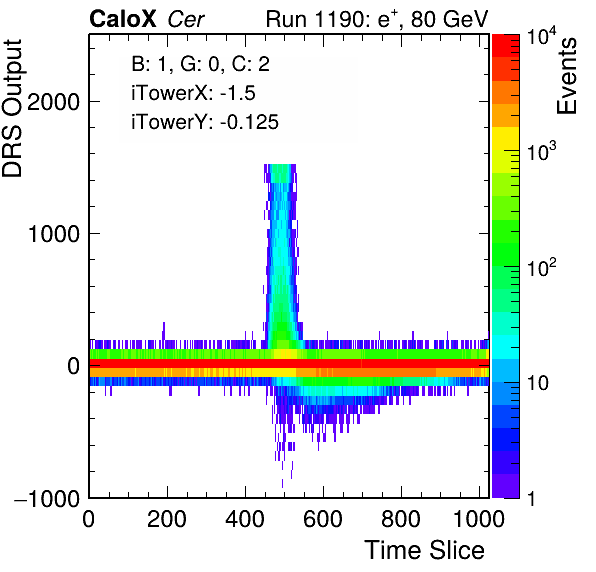 CaloX Cer Run 1190: e⁺, 80 GeV
DRS Output
Events
B: 1, G: 0, C: 2
iTowerX: -1.5
iTowerY: -0.125
2000
1000
0
−1000
0 200 400 600 800 1000
Time Slice
10⁴
10³
10²
10
1